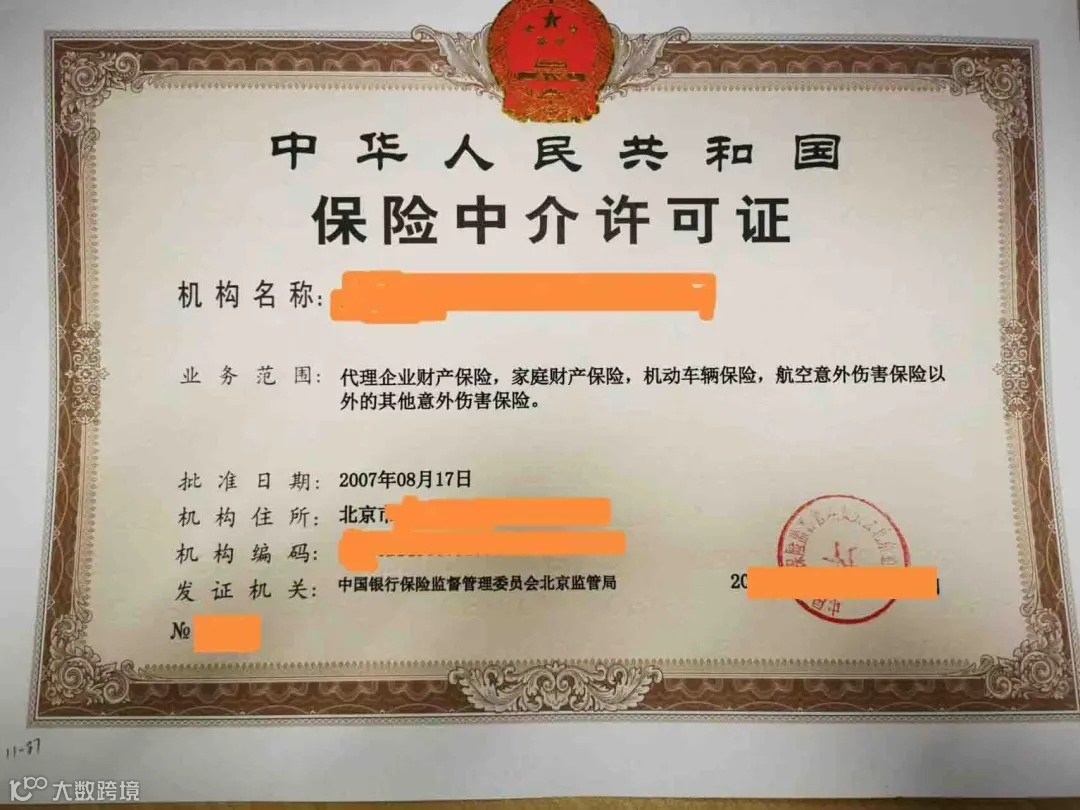 中华人民共和国
保险中介许可证
机构名称:
业务范围: 代理企业财产保险，家庭财产保险，机动车辆保险，航空意外伤害保险以
外的其他意外伤害保险。
批准日期: 2007年08月17日
机构住所: 北京市
机构编码:
发证机关: 中国银行保险监督管理委员会北京监管局 20
№
11-87
大数跨境